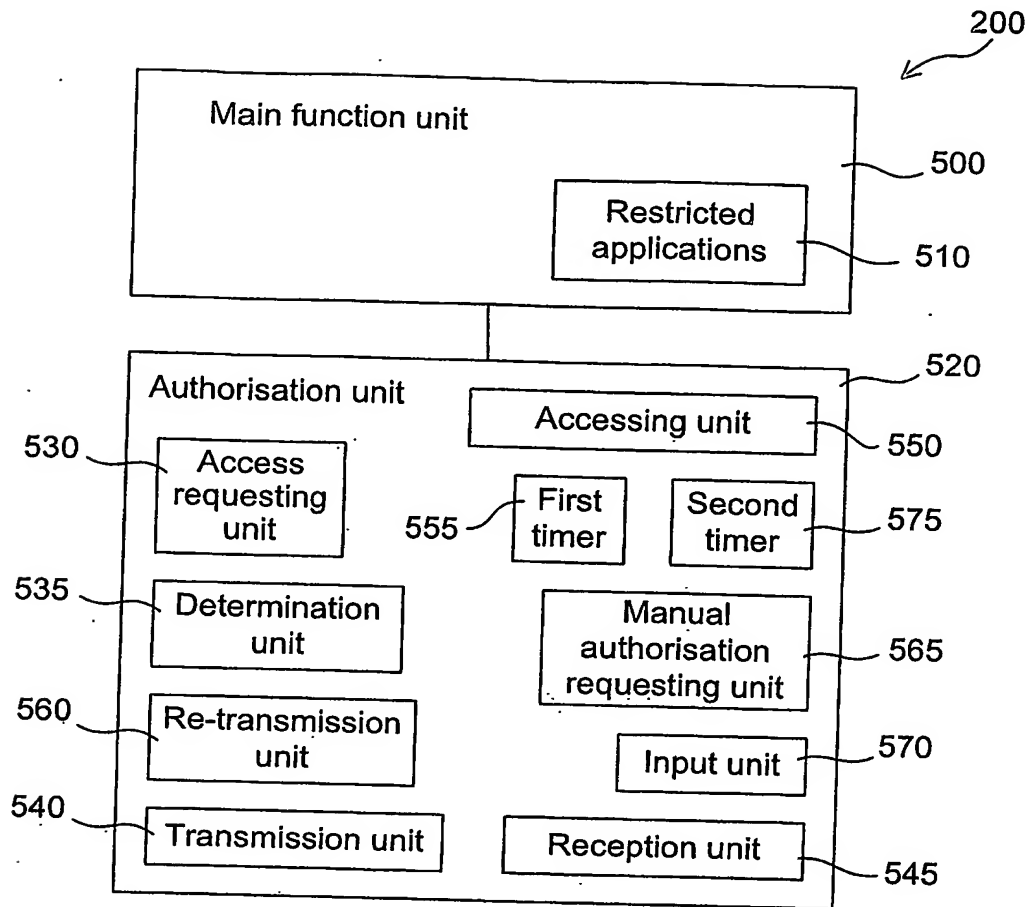 200
Main function unit
500
Restricted
applications
510
520
Authorisation unit
Accessing unit
550
530
Access
requesting
unit
555
First
timer
Second
timer
575
535
Determination
unit
Manual
authorisation
requesting unit
565
560
Re-transmission
unit
Input unit
570
540
Transmission unit
Reception unit
545